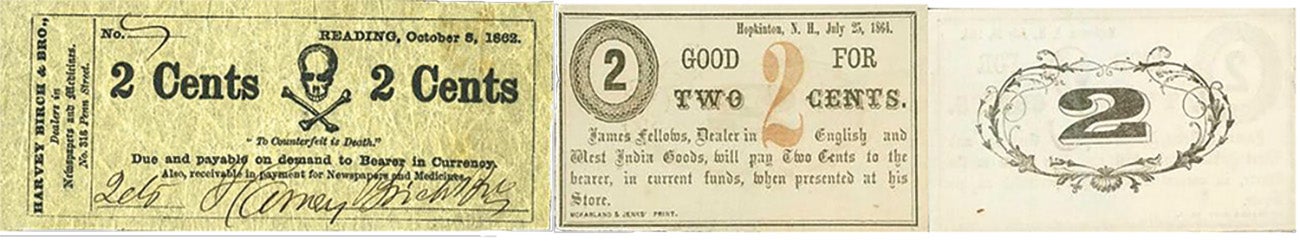 HARVEY BIRCH & BRO.,
Dealers in
Newspapers and Medicines.
No. 316 Penn Street.
No. 5
READING, October 8, 1862.
2 Cents 2 Cents
"To Counterfeit is Death."
Due and payable on demand to Bearer in Currency.
Also, receivable in payment for Newspapers and Medicines.
2cts Harvey Birch & Bro
Hopkinton, N. H., July 25, 1864.
2 GOOD 2 FOR
TWO CENTS.
James Fellows, Dealer in English and
West India Goods, will pay Two Cents to the
bearer, in current funds, when presented at his
Store.
MCFARLAND & JENKS' PRINT.
2